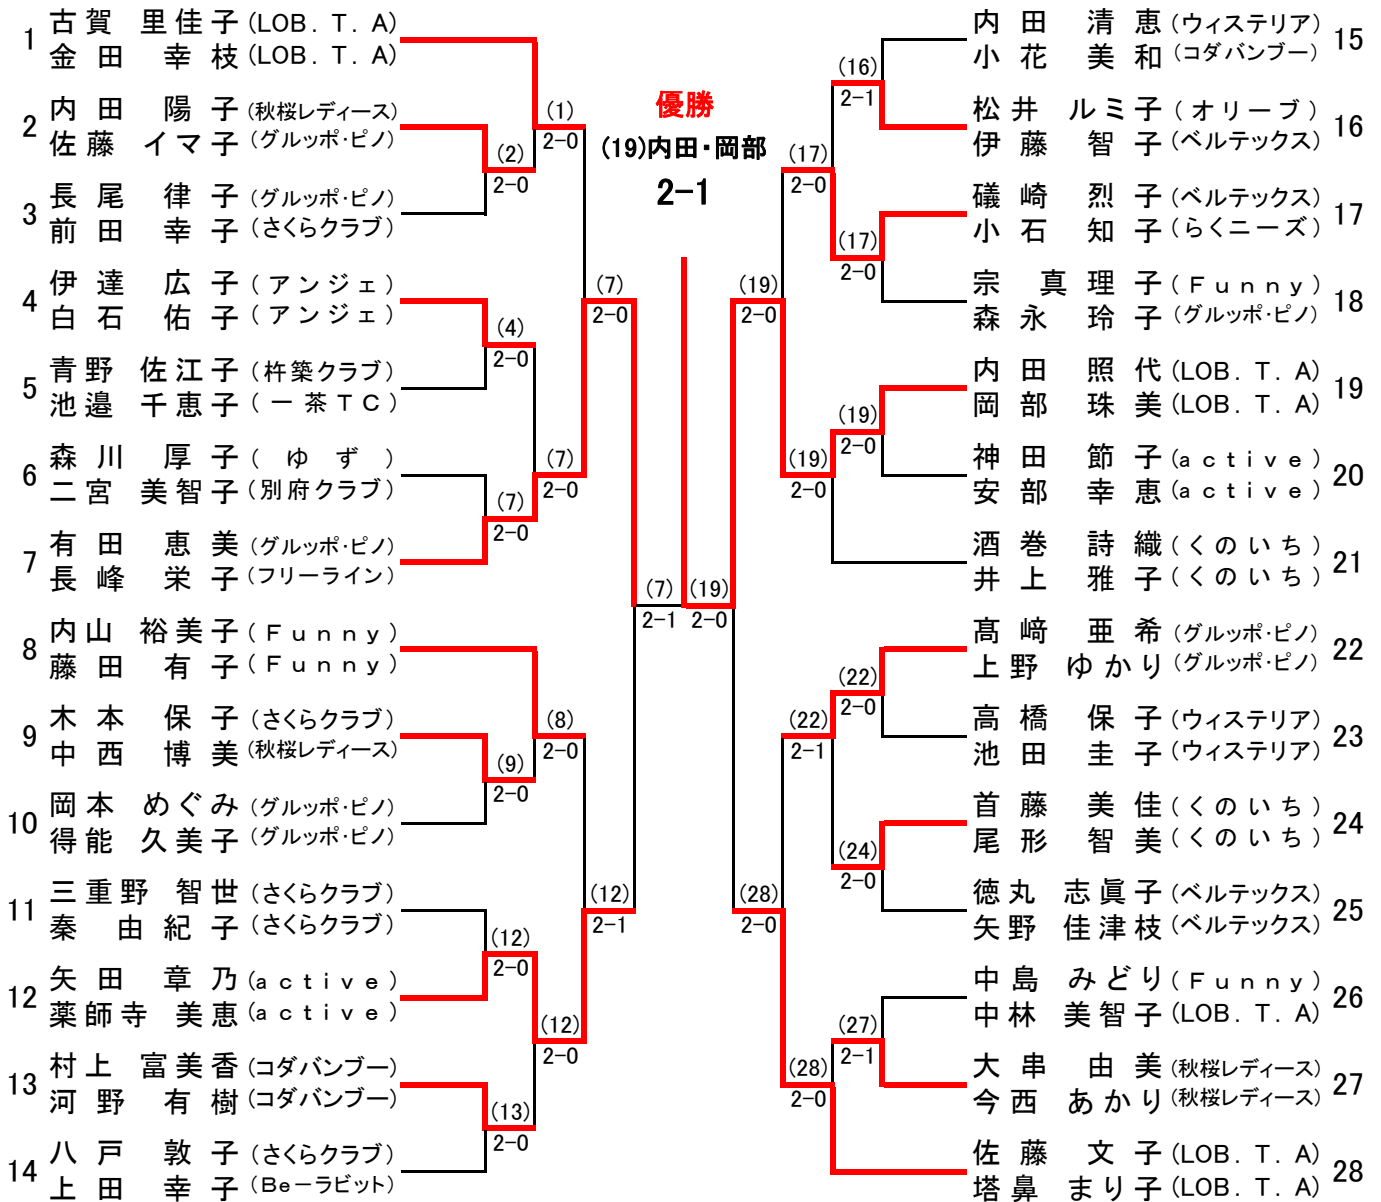 1 古賀 里佳子 (LOB. T. A)
金田 幸枝 (LOB. T. A)
2 内田 陽子 (秋桜レディース)
佐藤 イマ子 (グルッポ・ピノ)
3 長尾 律子 (グルッポ・ピノ)
前田 幸子 (さくらクラブ)
4 伊達 広子 (アンジェ)
白石 佑子 (アンジェ)
5 青野 佐江子 (杵築クラブ)
池邉 千恵子 (一茶TC)
6 森川 厚子 (ゆず)
二宮 美智子 (別府クラブ)
7 有田 恵美 (グルッポ・ピノ)
長峰 栄子 (フリーライン)
8 内山 裕美子 (Funny)
藤田 有子 (Funny)
9 木本 保子 (さくらクラブ)
中西 博美 (秋桜レディース)
10 岡本 めぐみ (グルッポ・ピノ)
得能 久美子 (グルッポ・ピノ)
11 三重野 智世 (さくらクラブ)
秦 由紀子 (さくらクラブ)
12 矢田 章乃 (active)
薬師寺 美恵 (active)
13 村上 富美香 (コダバンブー)
河野 有樹 (コダバンブー)
14 八戸 敦子 (さくらクラブ)
上田 幸子 (Beーラビット)
(2)
2-0
(4)
2-0
(7)
2-0
(9)
2-0
(12)
2-0
(13)
2-0
(1)
2-0
(7)
2-0
(8)
2-0
(12)
2-0
(7)
2-0
(12)
2-1
(7)
2-1
優勝
(19)内田・岡部
2-1
(19)
2-0
(19)
2-0
(28)
2-0
(17)
2-0
(19)
2-0
(22)
2-1
(28)
2-0
(16)
2-1
(17)
2-0
(19)
2-0
(22)
2-0
(24)
2-0
(27)
2-1
内田 清恵 (ウィステリア) 15
小花 美和 (コダバンブー)
松井 ルミ子 (オリーブ) 16
伊藤 智子 (ベルテックス)
磯崎 烈子 (ベルテックス) 17
小石 知子 (らくニーズ)
宗 真理子 (Funny) 18
森永 玲子 (グルッポ・ピノ)
内田 照代 (LOB. T. A) 19
岡部 珠美 (LOB. T. A)
神田 節子 (active) 20
安部 幸恵 (active)
酒巻 詩織 (くのいち) 21
井上 雅子 (くのいち)
髙﨑 亜希 (グルッポ・ピノ) 22
上野 ゆかり (グルッポ・ピノ)
高橋 保子 (ウィステリア) 23
池田 圭子 (ウィステリア)
首藤 美佳 (くのいち) 24
尾形 智美 (くのいち)
徳丸 志眞子 (ベルテックス) 25
矢野 佳津枝 (ベルテックス)
中島 みどり (Funny) 26
中林 美智子 (LOB. T. A)
大串 由美 (秋桜レディース) 27
今西 あかり (秋桜レディース)
佐藤 文子 (LOB. T. A) 28
塔鼻 まり子 (LOB. T. A)